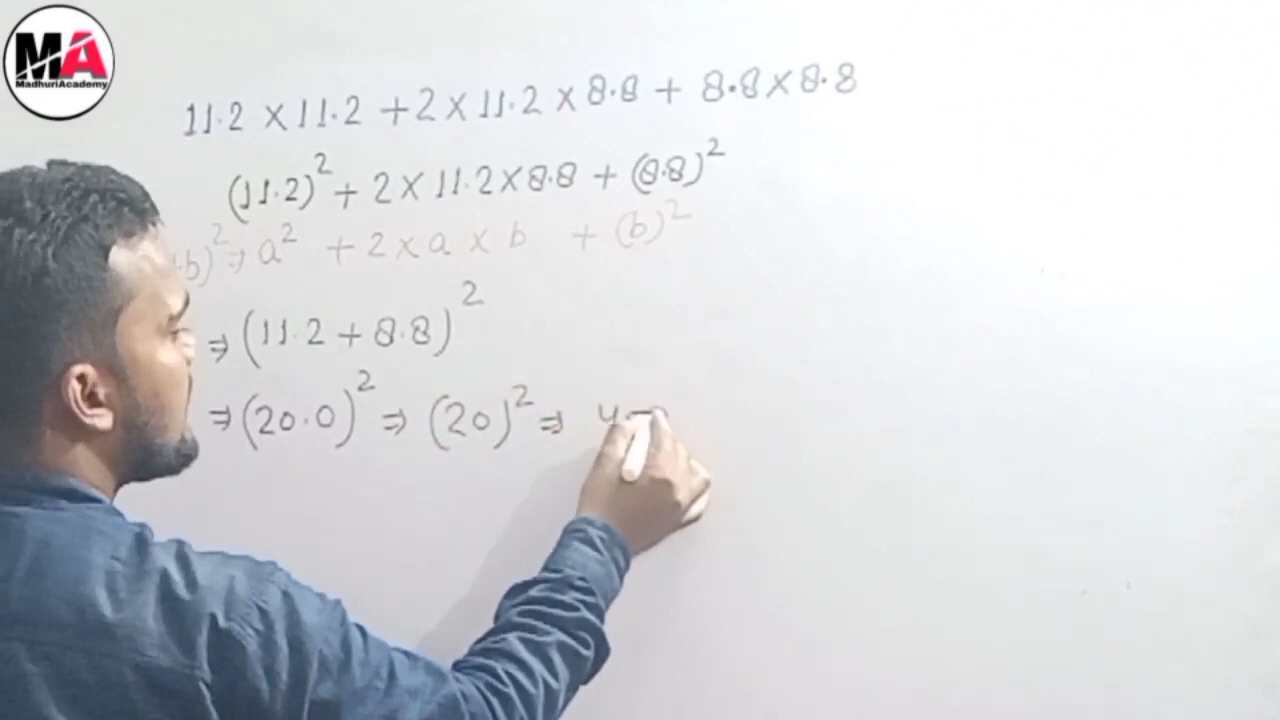 MA
MadhuriAcademy
11.2 × 11.2 + 2 × 11.2 × 8.8 + 8.8 × 8.8
(11.2)² + 2 × 11.2 × 8.8 + (8.8)²
b)² ⇒ a² + 2 × a × b + (b)²
⇒ (11.2 + 8.8)²
⇒ (20.0)² ⇒ (20)² ⇒ 4